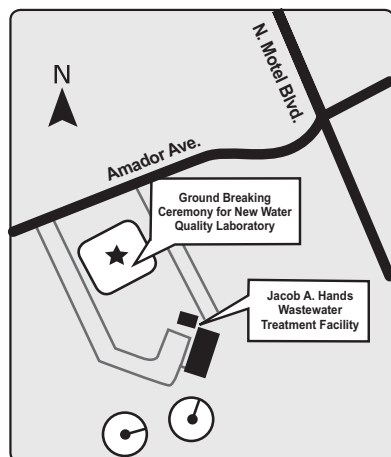 N
N. Motel Blvd.
Amador Ave.
Ground Breaking
Ceremony for New Water
Quality Laboratory
Jacob A. Hands
Wastewater
Treatment Facility